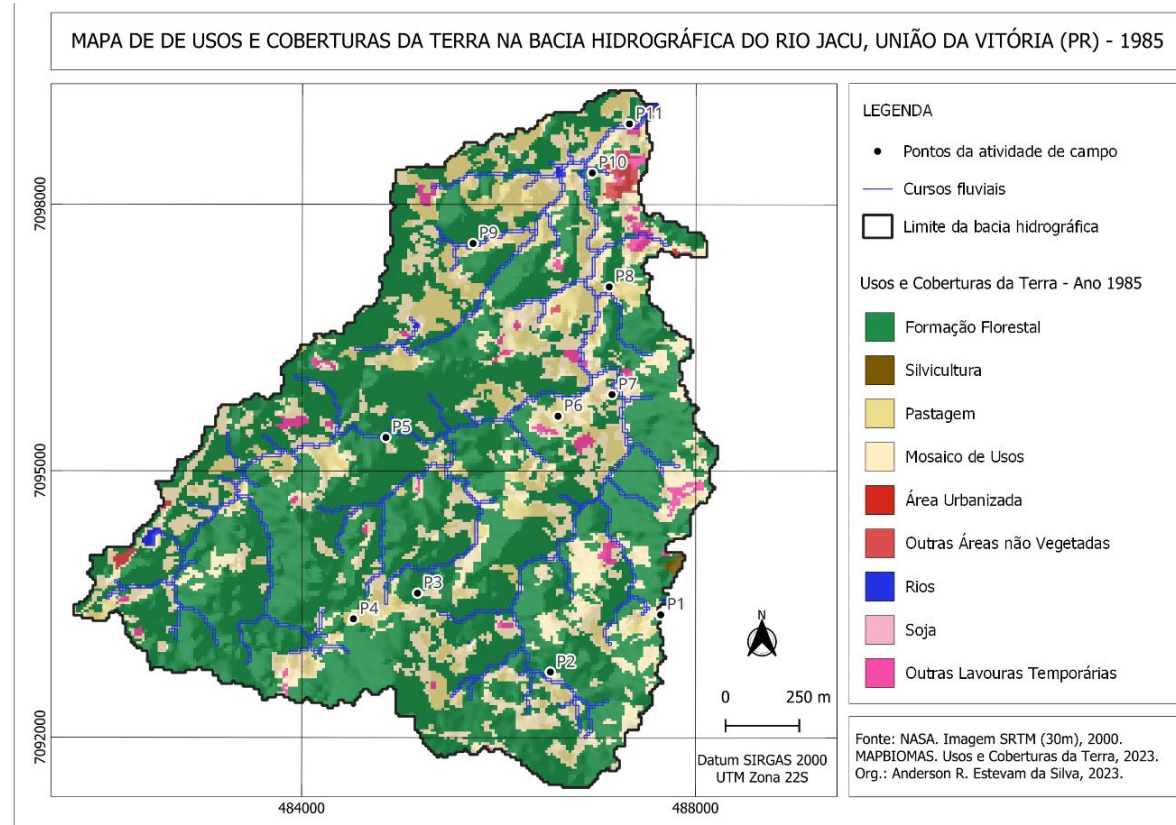 MAPA DE DE USOS E COBERTURAS DA TERRA NA BACIA HIDROGRÁFICA DO RIO JACU, UNIÃO DA VITÓRIA (PR) - 1985
P11
P10
7098000
P9
P8
P7
P6
P5
7095000
P3
P1
P4
P2
N
0 250 m
7092000
Datum SIRGAS 2000
UTM Zona 22S
484000
488000
LEGENDA
Pontos da atividade de campo
Cursos fluviais
Limite da bacia hidrográfica
Usos e Coberturas da Terra - Ano 1985
Formação Florestal
Silvicultura
Pastagem
Mosaico de Usos
Área Urbanizada
Outras Áreas não Vegetadas
Rios
Soja
Outras Lavouras Temporárias
Fonte: NASA. Imagem SRTM (30m), 2000.
MAPBIOMAS. Usos e Coberturas da Terra, 2023.
Org.: Anderson R. Estevam da Silva, 2023.